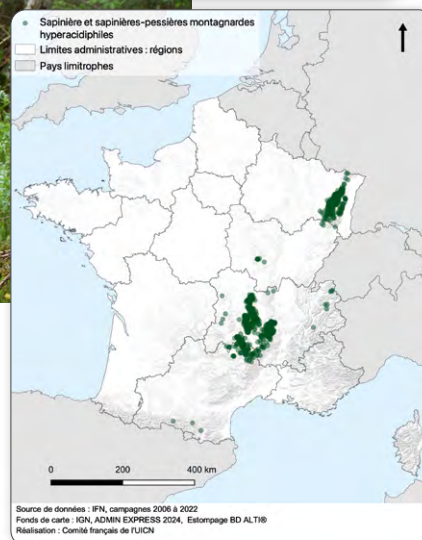 Sapinière et sapinières-pessières montagnardes
hyperacidiphiles
Limites administratives : régions
Pays limitrophes
0 200 400 km
Source de données : IFN, campagnes 2006 à 2022
Fonds de carte : IGN, ADMIN EXPRESS 2024, Estompage BD ALTI®
Réalisation : Comité français de l'UICN